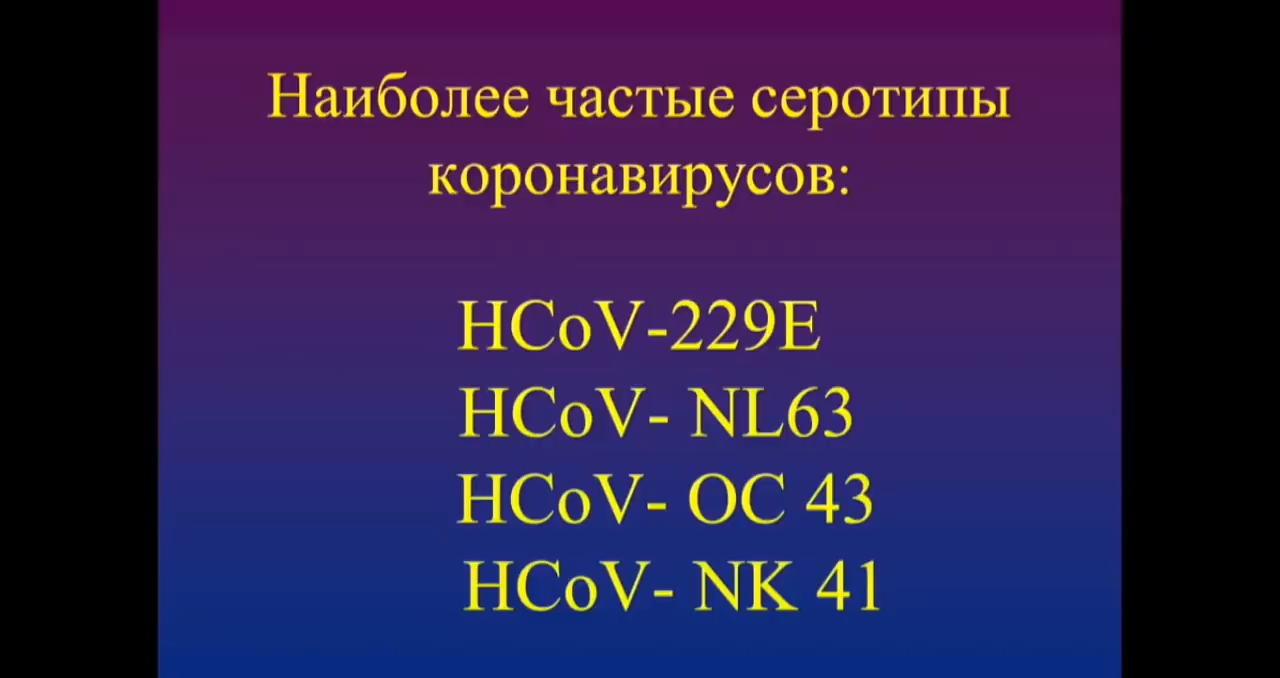 Наиболее частые серотипы
коронавирусов:
HCoV-229E
HCoV- NL63
HCoV- OC 43
HCoV- NK 41